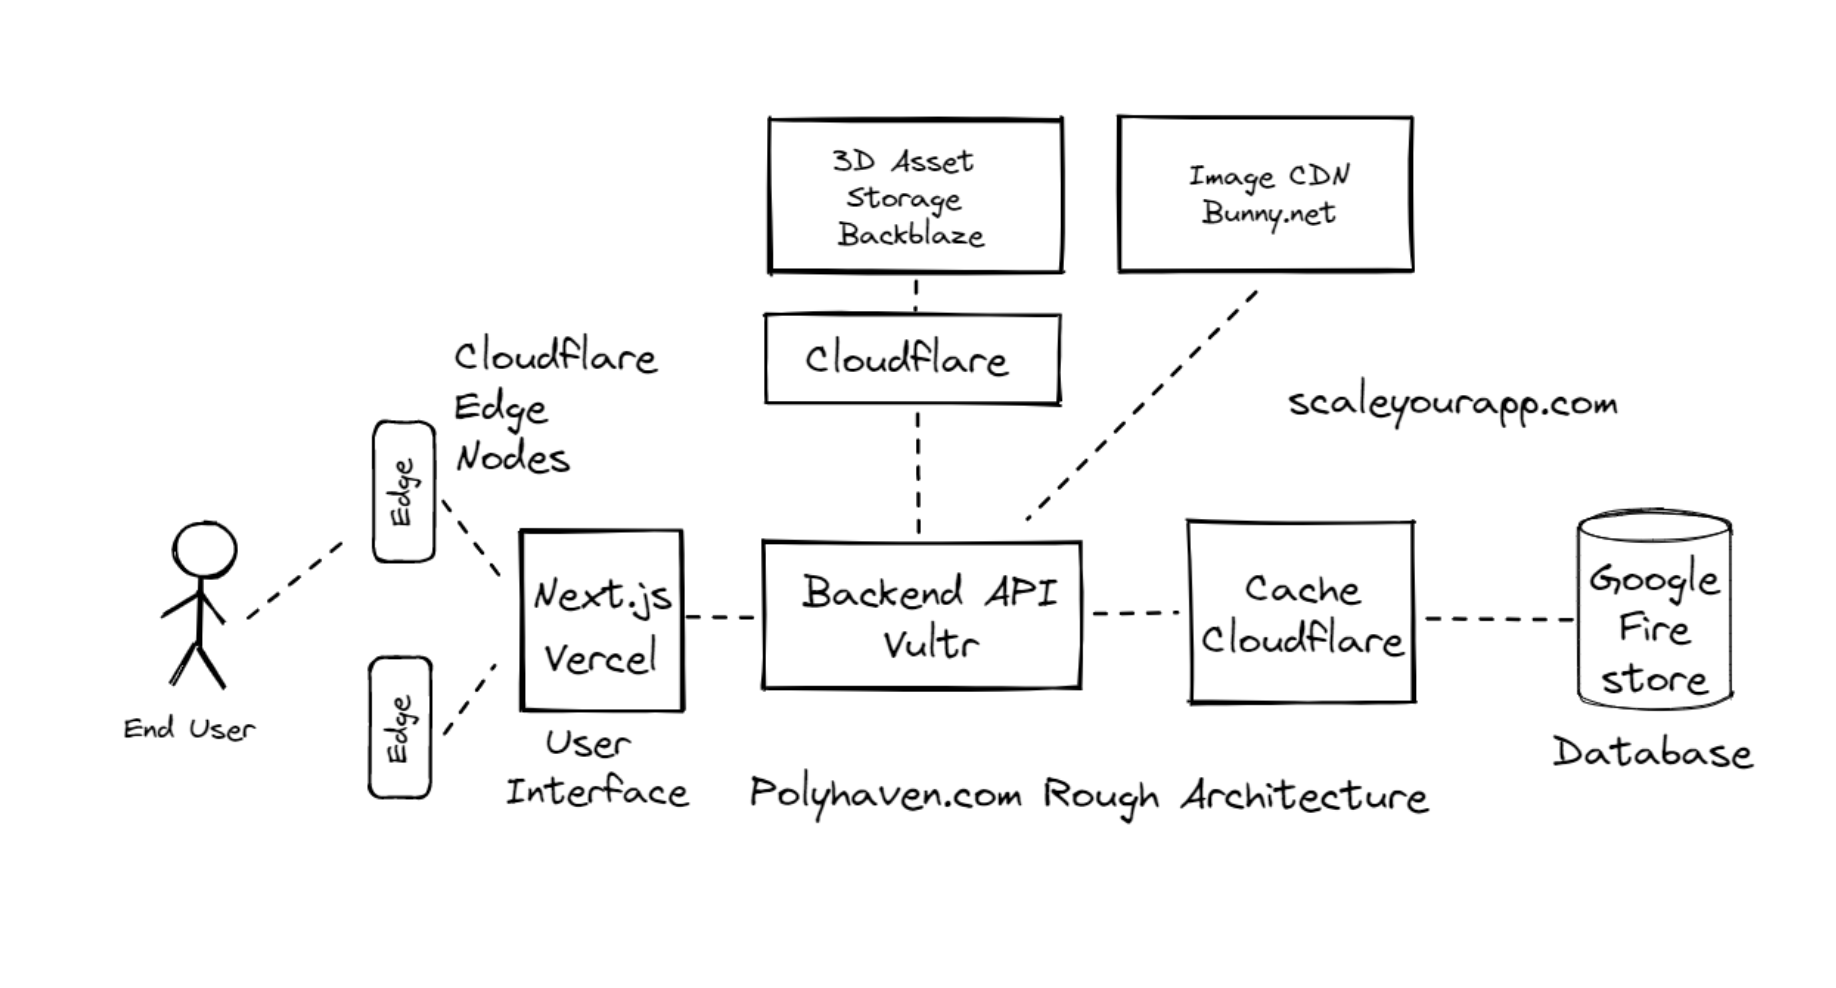 3D Asset
Storage
Backblaze
Image CDN
Bunny.net
Cloudflare
Cloudflare
Edge
Nodes
scaleyourapp.com
Edge
Edge
End User
Next.js
Vercel
User
Interface
Backend API
Vultr
Cache
Cloudflare
Google
Fire
store
Database
Polyhaven.com Rough Architecture